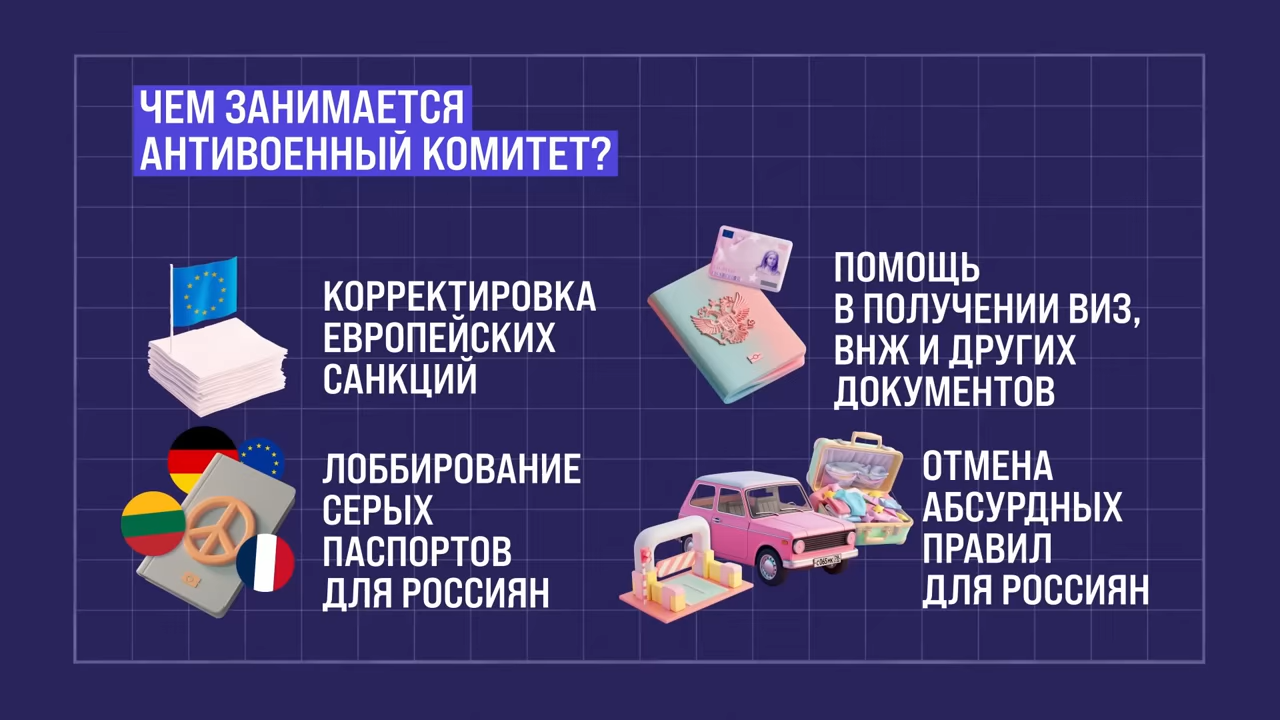 ЧЕМ ЗАНИМАЕТСЯ
АНТИВОЕННЫЙ КОМИТЕТ?
КОРРЕКТИРОВКА
ЕВРОПЕЙСКИХ
САНКЦИЙ
ПОМОЩЬ
В ПОЛУЧЕНИИ ВИЗ,
ВНЖ И ДРУГИХ
ДОКУМЕНТОВ
ЛОББИРОВАНИЕ
СЕРЫХ
ПАСПОРТОВ
ДЛЯ РОССИЯН
ОТМЕНА
АБСУРДНЫХ
ПРАВИЛ
ДЛЯ РОССИЯН